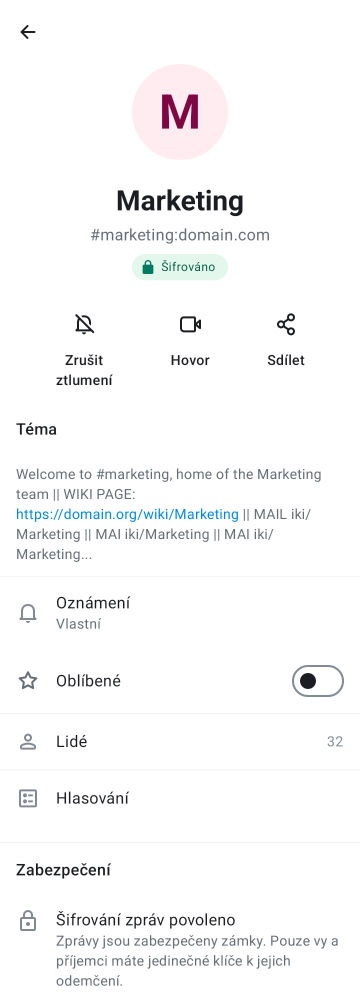 M
Marketing
#marketing:domain.com
Šifrováno
Zrušit
ztlumení
Hovor
Sdílet
Téma
Welcome to #marketing, home of the Marketing
team || WIKI PAGE:
https://domain.org/wiki/Marketing || MAIL iki/
Marketing || MAI iki/Marketing || MAI iki/
Marketing...
Oznámení
Vlastní
Oblíbené
Lidé 32
Hlasování
Zabezpečení
Šifrování zpráv povoleno
Zprávy jsou zabezpečeny zámky. Pouze vy a
příjemci máte jedinečné klíče k jejich
odemčení.